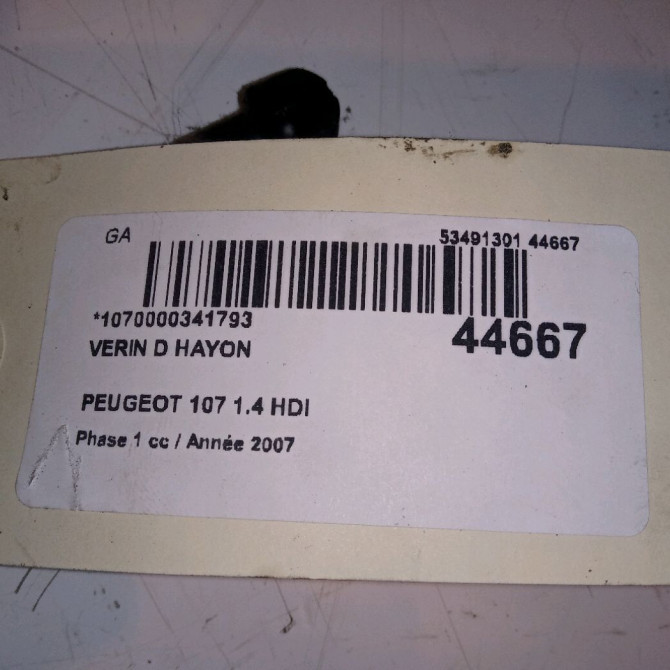 GA
53491301 44667
*1070000341793
44667
VERIN D HAYON
PEUGEOT 107 1.4 HDI
Phase 1 cc / Année 2007